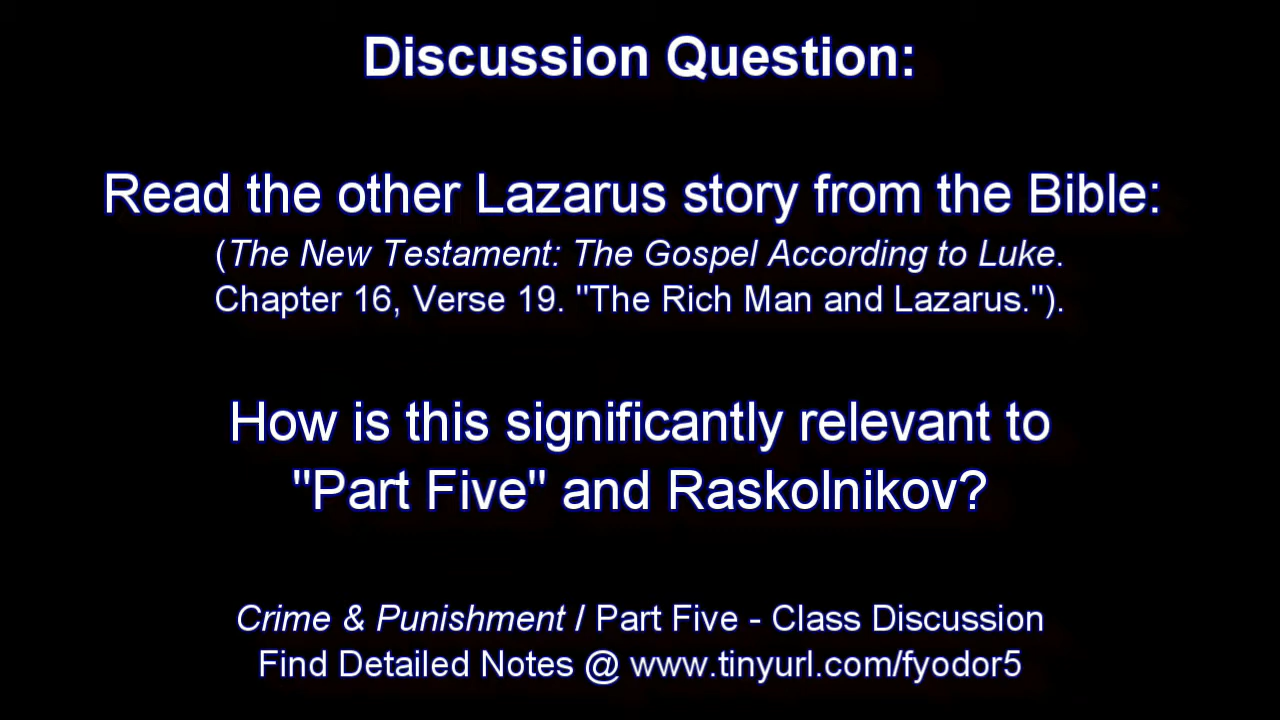 Discussion Question:
Read the other Lazarus story from the Bible:
(The New Testament: The Gospel According to Luke.
Chapter 16, Verse 19. "The Rich Man and Lazarus.").
How is this significantly relevant to
"Part Five" and Raskolnikov?
Crime & Punishment / Part Five - Class Discussion
Find Detailed Notes @ www.tinyurl.com/fyodor5